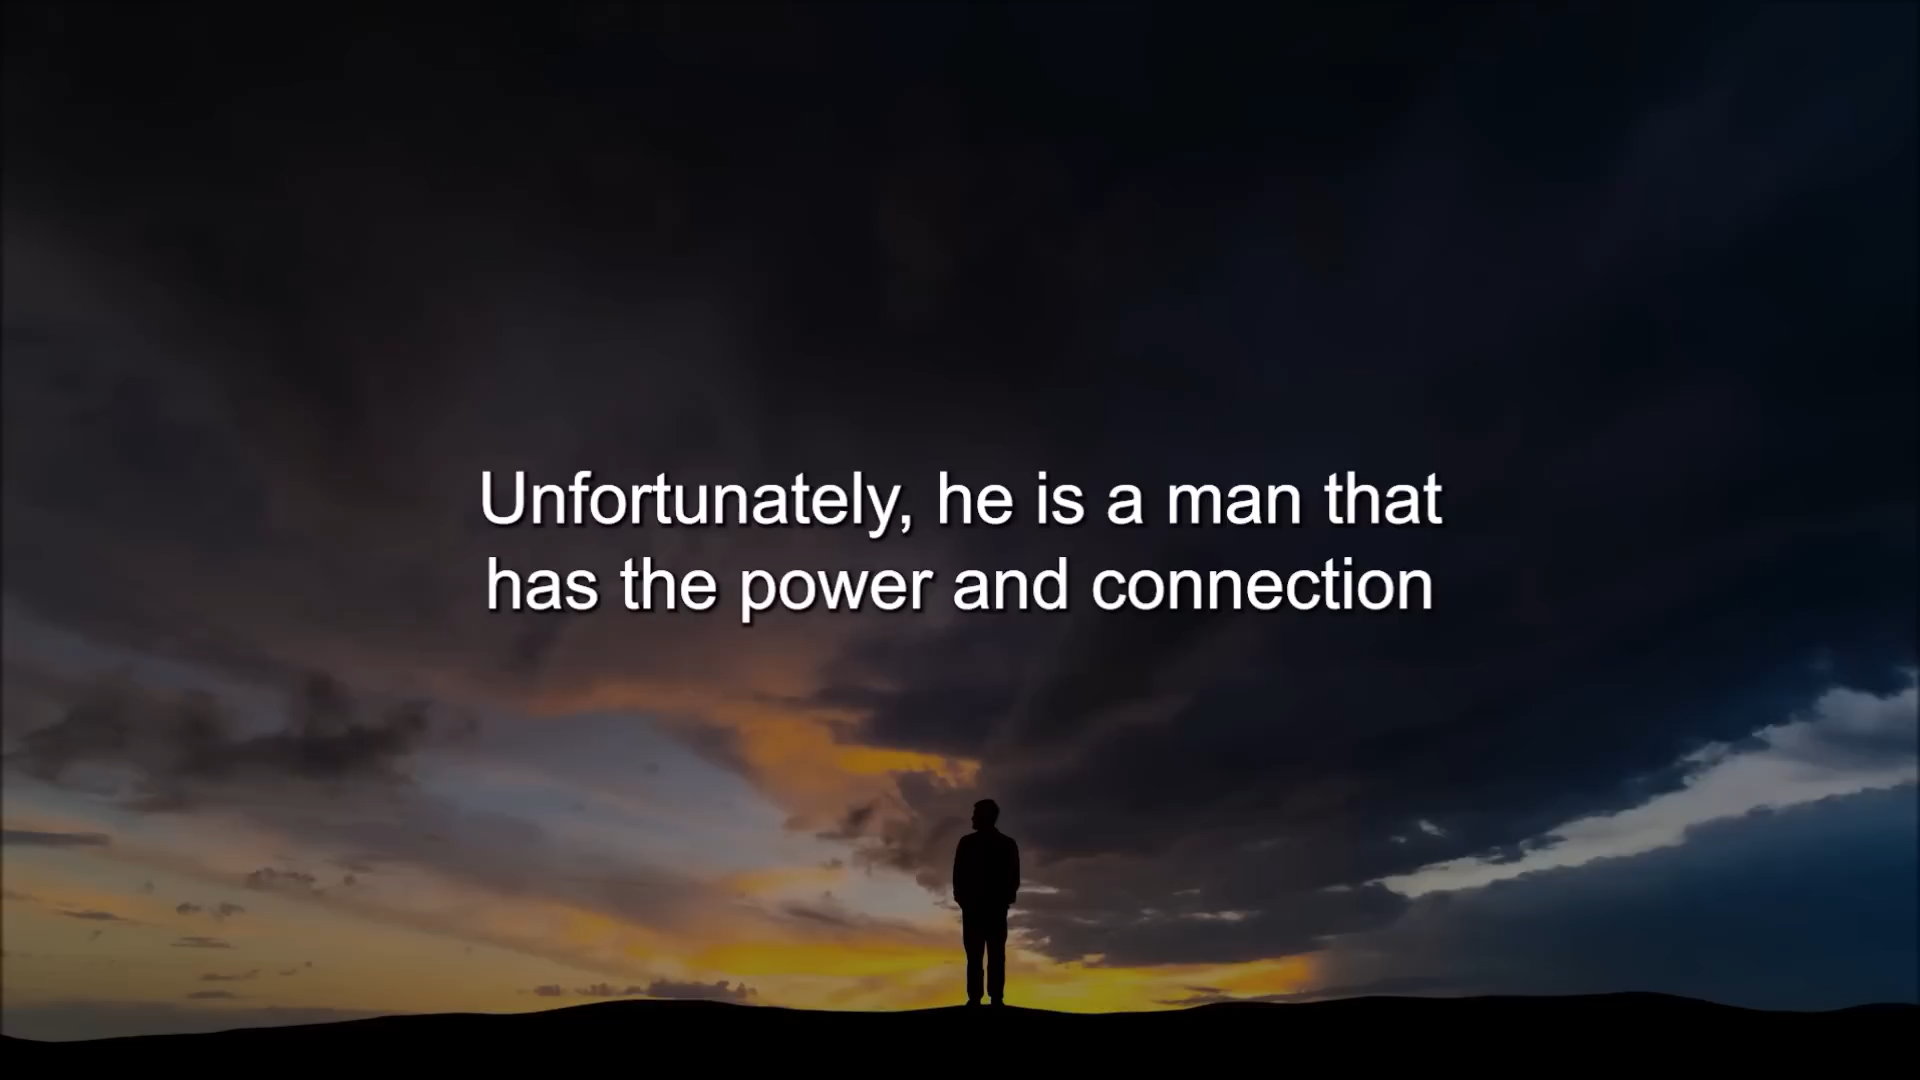 Unfortunately, he is a man that
has the power and connection